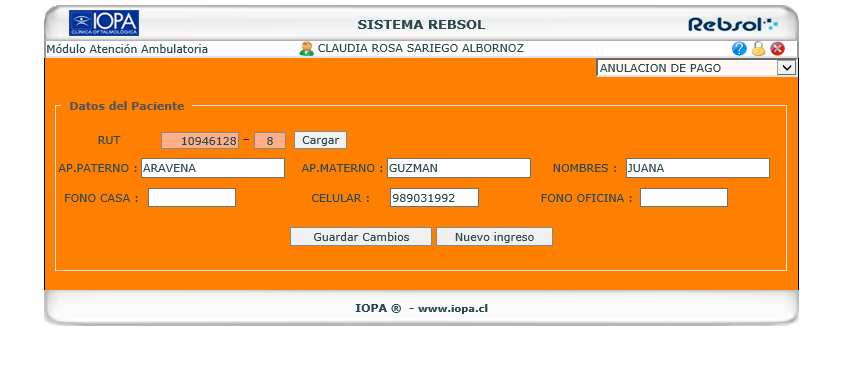 IOPA
CLÍNICA OFTALMOLÓGICA
SISTEMA REBSOL
Rebsol
Módulo Atención Ambulatoria
CLAUDIA ROSA SARIEGO ALBORNOZ
?
ANULACION DE PAGO
Datos del Paciente
RUT 10946128 - 8 Cargar
AP.PATERNO : ARAVENA AP.MATERNO : GUZMAN NOMBRES : JUANA
FONO CASA : CELULAR : 989031992 FONO OFICINA :
Guardar Cambios Nuevo ingreso
IOPA ® - www.iopa.cl